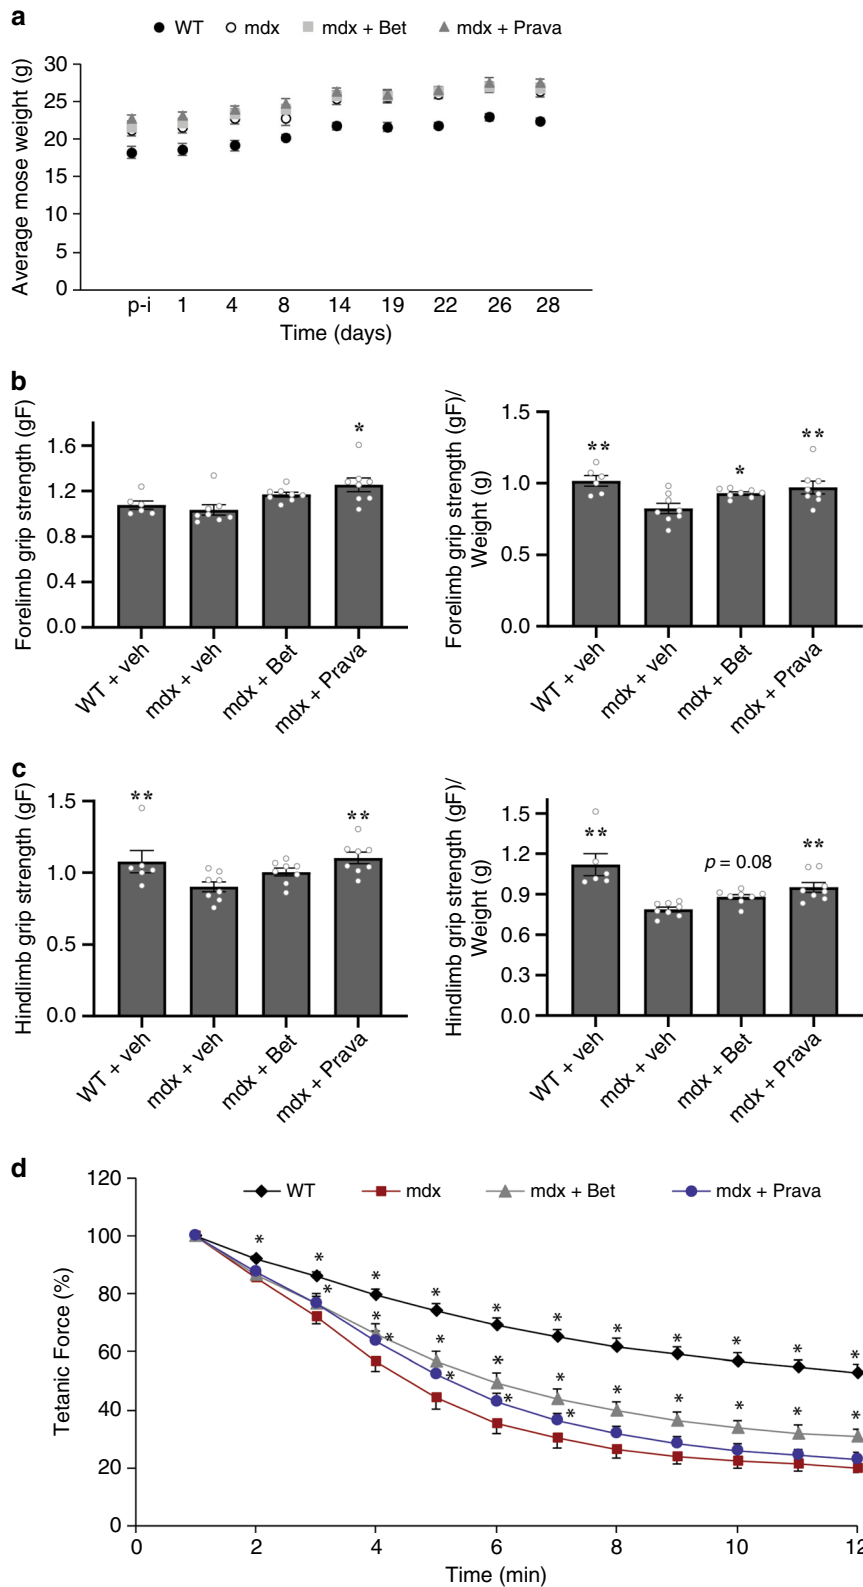 a
WT mdx mdx + Bet mdx + Prava
Average mose weight (g)
30
25
20
15
10
5
0
p-i 1 4 8 14 19 22 26 28
Time (days)
b
Forelimb grip strength (gF)
1.6
1.2
0.8
0.4
0.0
*
WT + veh
mdx + veh
mdx + Bet
mdx + Prava
Forelimb grip strength (gF)/
Weight (g)
1.5
1.0
0.5
0.0
** * **
WT + veh
mdx + veh
mdx + Bet
mdx + Prava
c
Hindlimb grip strength (gF)
1.5
1.0
0.5
0.0
** **
WT + veh
mdx + veh
mdx + Bet
mdx + Prava
Hindlimb grip strength (gF)/
Weight (g)
1.5
1.2
0.9
0.6
0.3
0.0
** p = 0.08 **
WT + veh
mdx + veh
mdx + Bet
mdx + Prava
d
WT mdx mdx + Bet mdx + Prava
Tetanic Force (%)
120
100
80
60
40
20
0
* * * * * * * * * * *
* * * * * * * * *
* * * * *
0 2 4 6 8 10 12
Time (min)